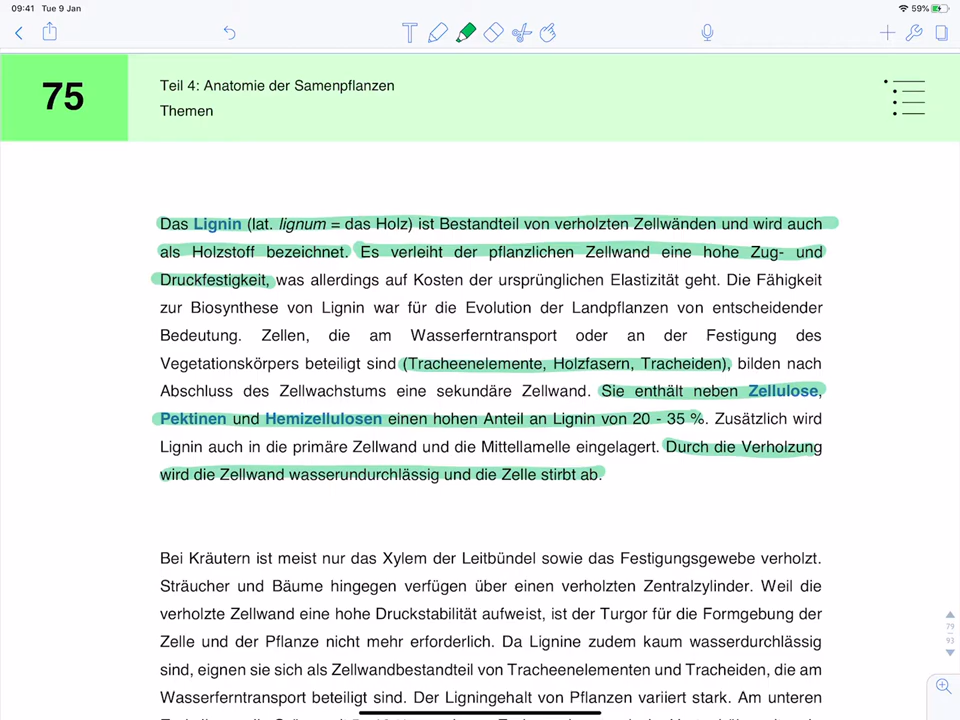 09:41 Tue 9 Jan 59%
T
75
Teil 4: Anatomie der Samenpflanzen
Themen
Das Lignin (lat. lignum = das Holz) ist Bestandteil von verholzten Zellwänden und wird auch
als Holzstoff bezeichnet. Es verleiht der pflanzlichen Zellwand eine hohe Zug- und
Druckfestigkeit, was allerdings auf Kosten der ursprünglichen Elastizität geht. Die Fähigkeit
zur Biosynthese von Lignin war für die Evolution der Landpflanzen von entscheidender
Bedeutung. Zellen, die am Wasserferntransport oder an der Festigung des
Vegetationskörpers beteiligt sind (Tracheenelemente, Holzfasern, Tracheiden), bilden nach
Abschluss des Zellwachstums eine sekundäre Zellwand. Sie enthält neben Zellulose,
Pektinen und Hemizellulosen einen hohen Anteil an Lignin von 20 - 35 %. Zusätzlich wird
Lignin auch in die primäre Zellwand und die Mittellamelle eingelagert. Durch die Verholzung
wird die Zellwand wasserundurchlässig und die Zelle stirbt ab.
Bei Kräutern ist meist nur das Xylem der Leitbündel sowie das Festigungsgewebe verholzt.
Sträucher und Bäume hingegen verfügen über einen verholzten Zentralzylinder. Weil die
verholzte Zellwand eine hohe Druckstabilität aufweist, ist der Turgor für die Formgebung der
Zelle und der Pflanze nicht mehr erforderlich. Da Lignine zudem kaum wasserdurchlässig
sind, eignen sie sich als Zellwandbestandteil von Tracheenelementen und Tracheiden, die am
Wasserferntransport beteiligt sind. Der Ligningehalt von Pflanzen variiert stark. Am unteren
79
93